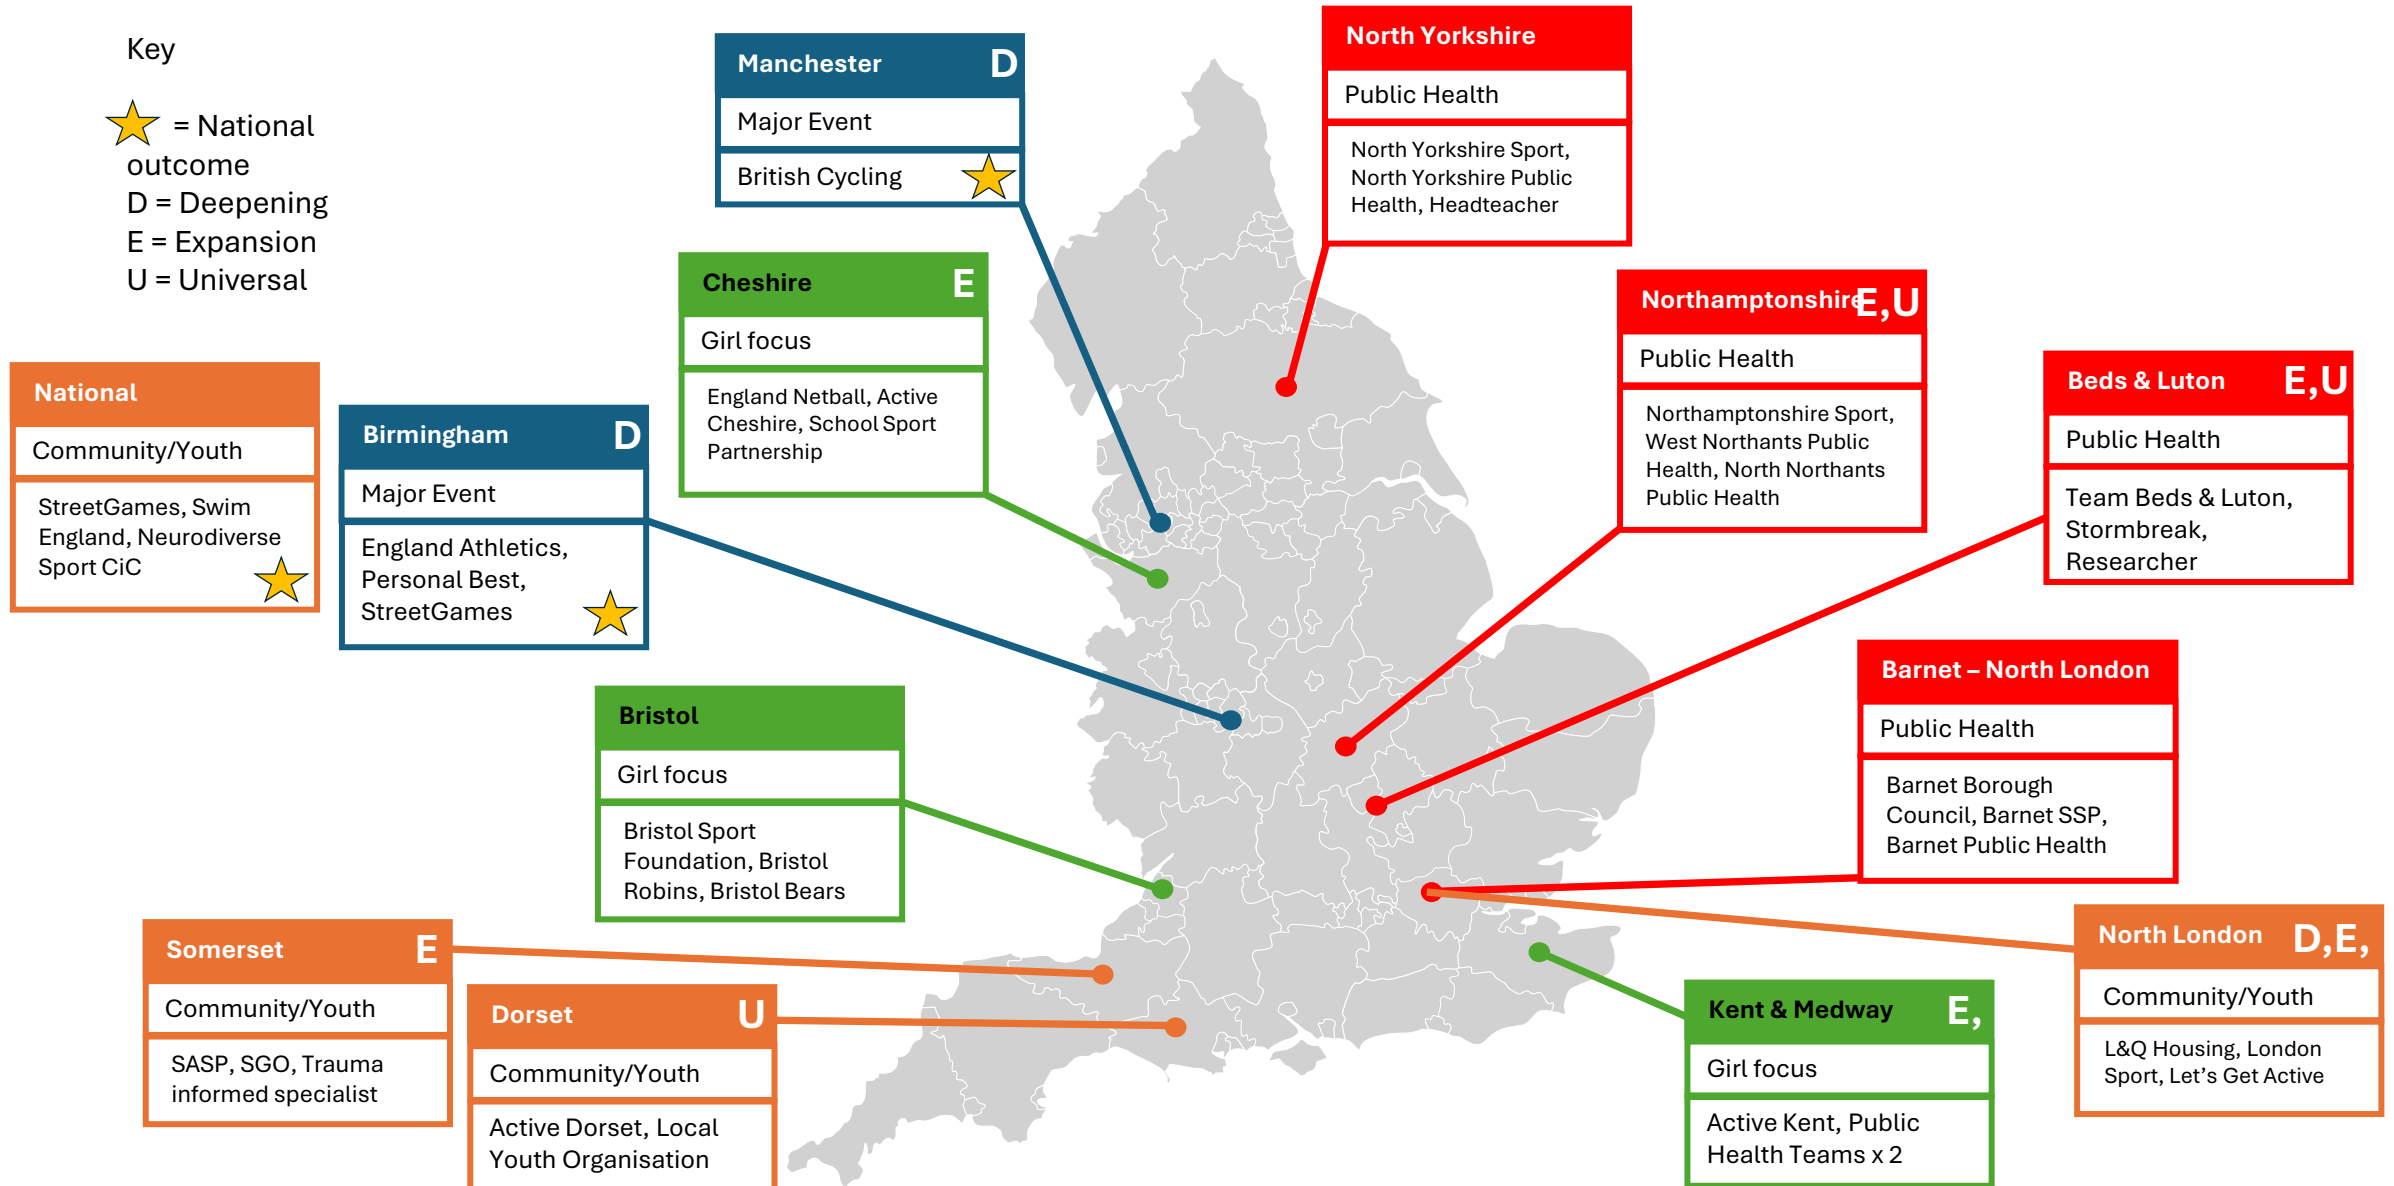 Key
= National
outcome
D = Deepening
E = Expansion
U = Universal
Manchester D
Major Event
British Cycling
North Yorkshire
Public Health
North Yorkshire Sport,
North Yorkshire Public
Health, Headteacher
Cheshire E
Girl focus
England Netball, Active
Cheshire, School Sport
Partnership
Northamptonshire E,U
Public Health
Northamptonshire Sport,
West Northants Public
Health, North Northants
Public Health
Beds & Luton E,U
Public Health
Team Beds & Luton,
Stormbreak,
Researcher
National
Community/Youth
StreetGames, Swim
England, Neurodiverse
Sport CiC
Birmingham D
Major Event
England Athletics,
Personal Best,
StreetGames
Barnet – North London
Public Health
Barnet Borough
Council, Barnet SSP,
Barnet Public Health
Bristol
Girl focus
Bristol Sport
Foundation, Bristol
Robins, Bristol Bears
North London D,E,
Community/Youth
L&Q Housing, London
Sport, Let’s Get Active
Somerset E
Community/Youth
SASP, SGO, Trauma
informed specialist
Dorset U
Community/Youth
Active Dorset, Local
Youth Organisation
Kent & Medway E,
Girl focus
Active Kent, Public
Health Teams x 2